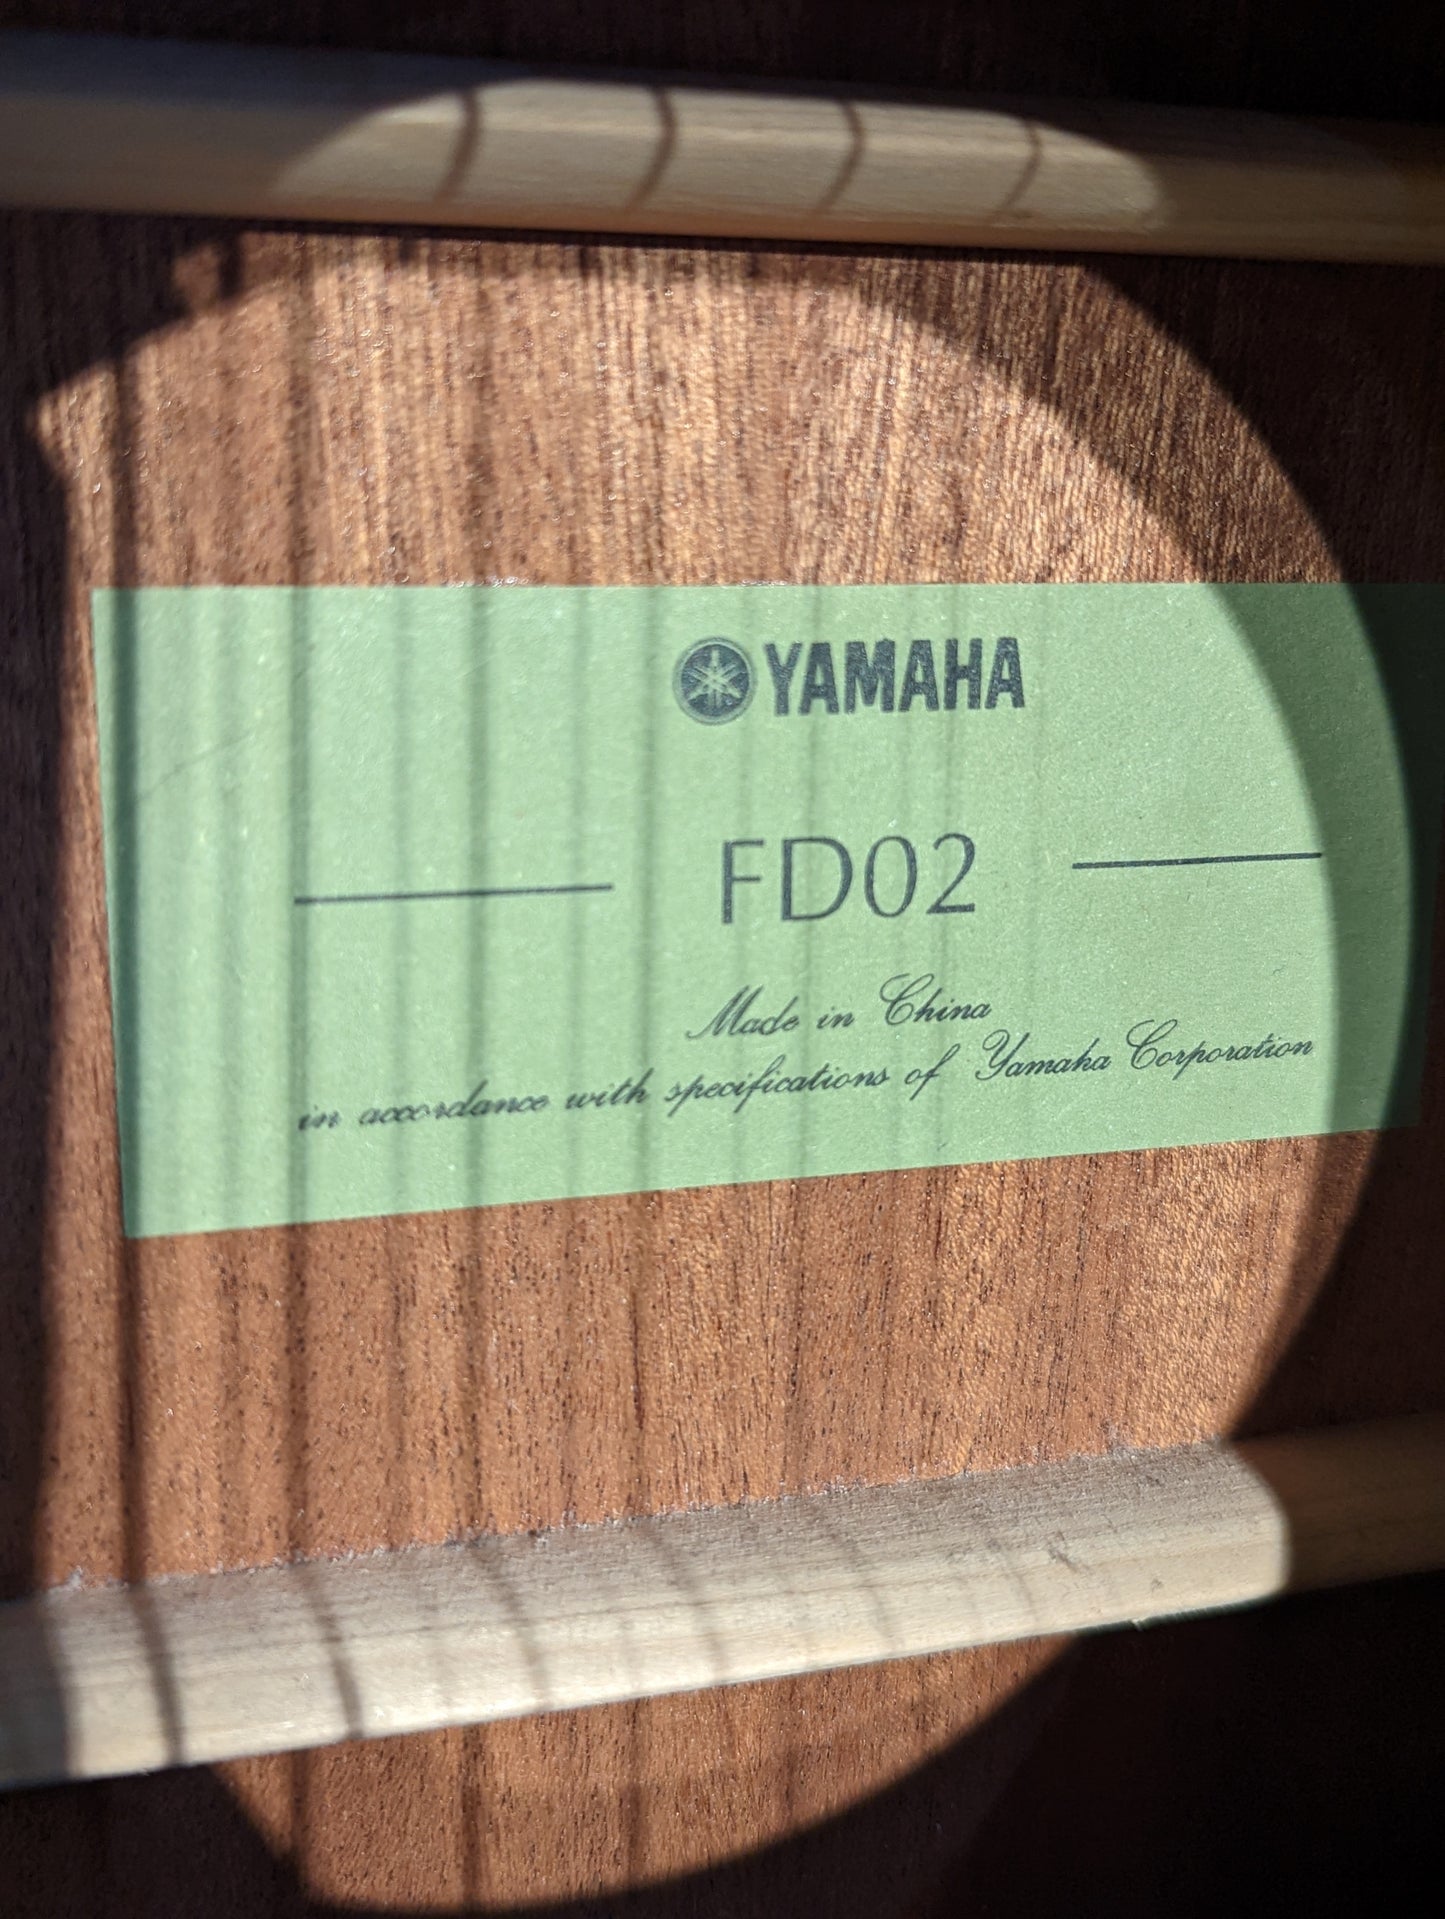 YAMAHA
FD02
Made in China
in accordance with specifications of Yamaha Corporation